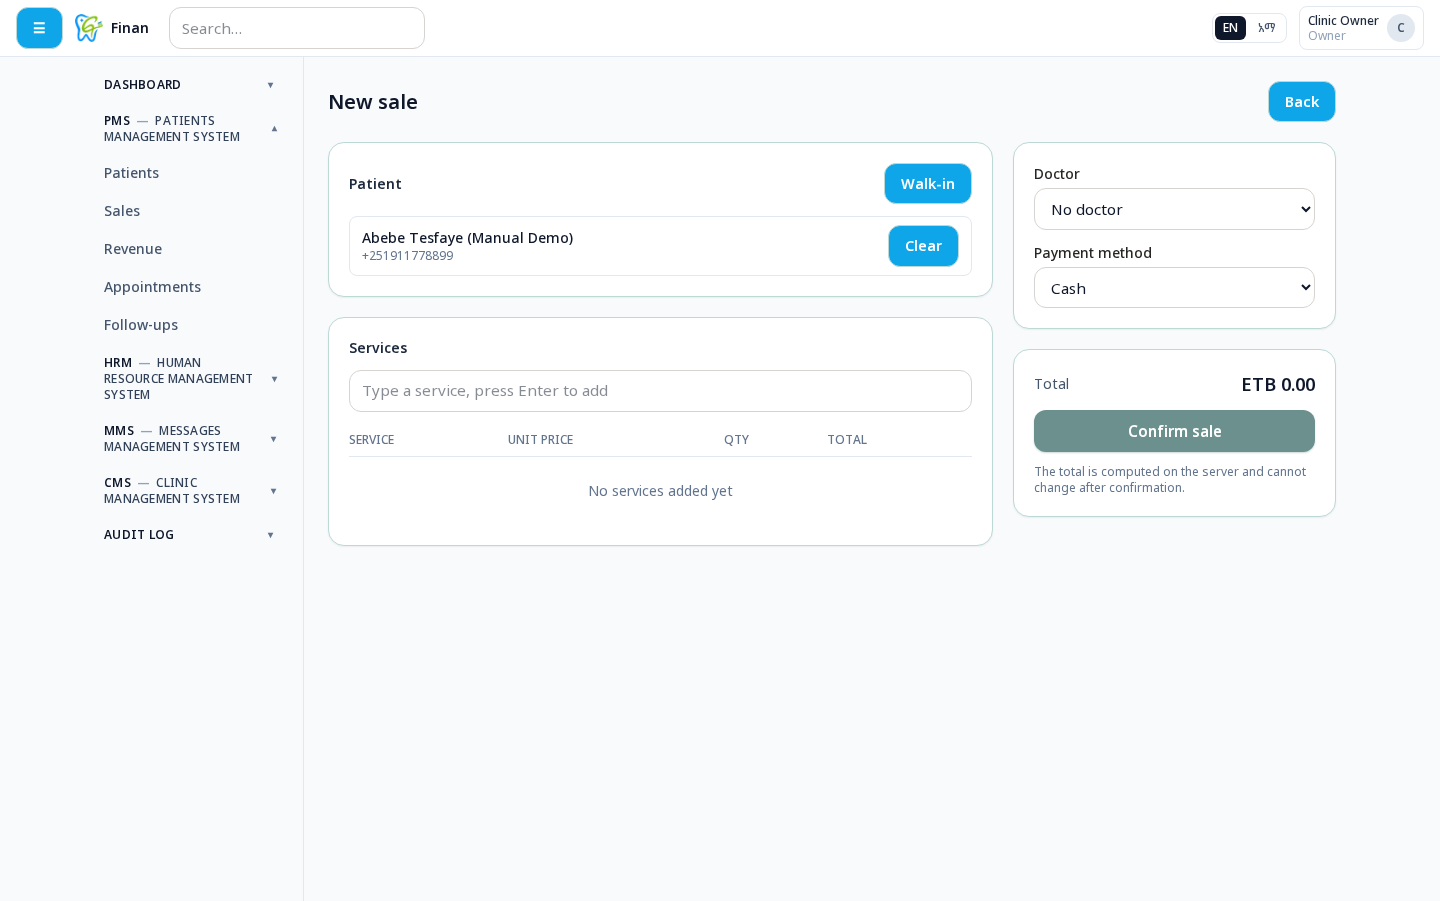 ☰
Finan
Search...
EN
አማ
Clinic Owner
Owner
C
DASHBOARD ▾
PMS — PATIENTS
MANAGEMENT SYSTEM ▴
Patients
Sales
Revenue
Appointments
Follow-ups
HRM — HUMAN
RESOURCE MANAGEMENT
SYSTEM ▾
MMS — MESSAGES
MANAGEMENT SYSTEM ▾
CMS — CLINIC
MANAGEMENT SYSTEM ▾
AUDIT LOG ▾
New sale
Back
Patient
Walk-in
Abebe Tesfaye (Manual Demo)
+251911778899
Clear
Services
Type a service, press Enter to add
SERVICE UNIT PRICE QTY TOTAL
No services added yet
Doctor
No doctor
Payment method
Cash
Total ETB 0.00
Confirm sale
The total is computed on the server and cannot
change after confirmation.